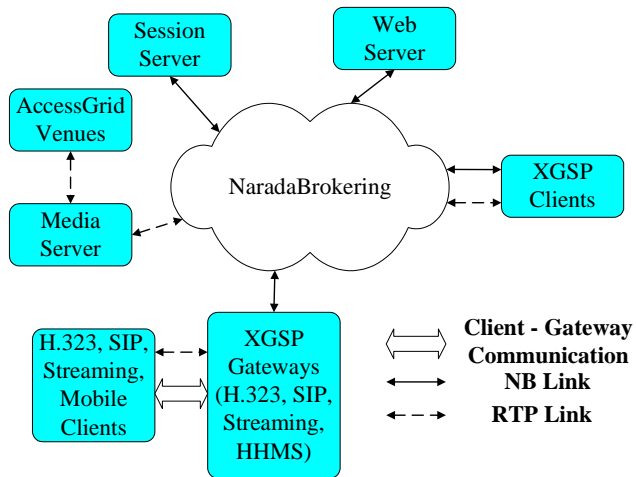 Session
Server
Web
Server
AccessGrid
Venues
NaradaBrokering
XGSP
Clients
Media
Server
H.323, SIP,
Streaming,
Mobile
Clients
XGSP
Gateways
(H.323, SIP,
Streaming,
HHMS)
Client - Gateway
Communication
NB Link
RTP Link